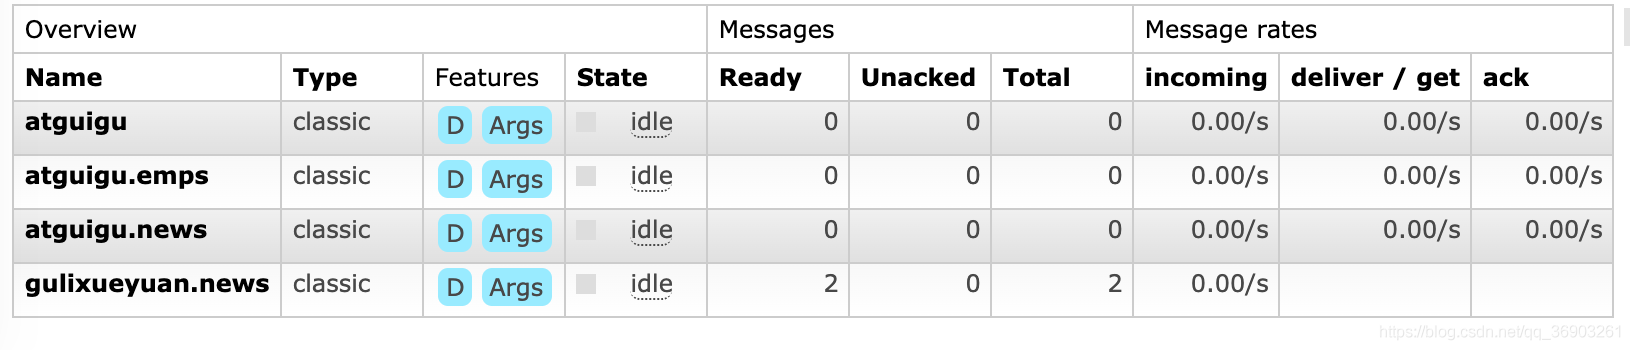 Overview Messages Message rates
Name Type Features State Ready Unacked Total incoming deliver / get ack
atguigu classic D Args idle 0 0 0 0.00/s 0.00/s 0.00/s
atguigu.emps classic D Args idle 0 0 0 0.00/s 0.00/s 0.00/s
atguigu.news classic D Args idle 0 0 0 0.00/s 0.00/s 0.00/s
gulixueyuan.news classic D Args idle 2 0 2 0.00/s
https://blog.csdn.net/qq_36903261